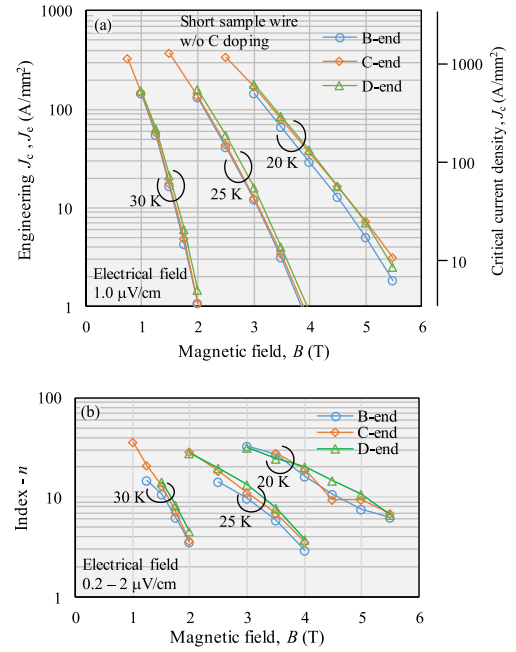 (a)
Short sample wire
w/o C doping
B-end
C-end
D-end
1000
100
10
1
Engineering Jc , Je (A/mm²)
1000
100
10
Critical current density, Jc (A/mm²)
20 K
25 K
30 K
Electrical field
1.0 μV/cm
0 1 2 3 4 5 6
Magnetic field, B (T)
(b)
B-end
C-end
D-end
100
10
1
Index - n
20 K
30 K
25 K
Electrical field
0.2 – 2 μV/cm
0 1 2 3 4 5 6
Magnetic field, B (T)